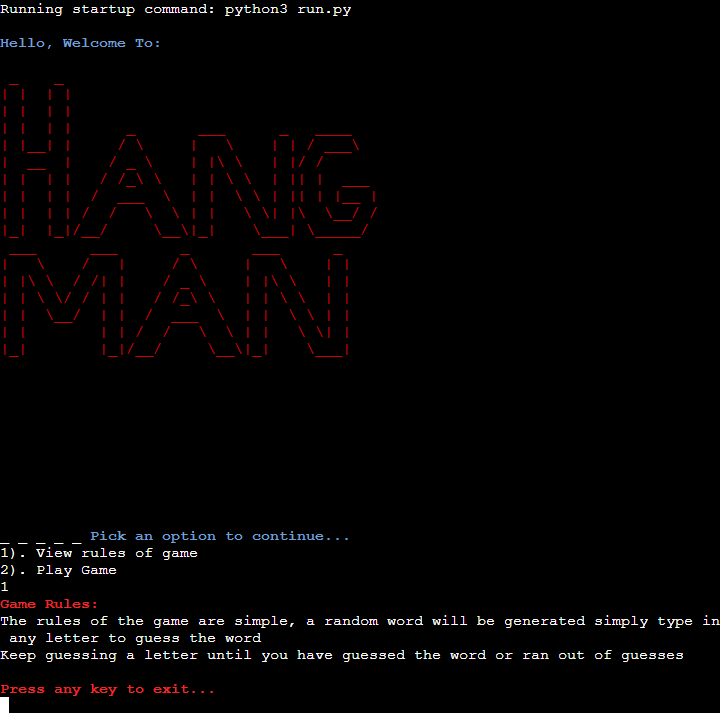 Running startup command: python3 run.py
Hello, Welcome To:
HANG
MAN
_ _ _ _ _ Pick an option to continue...
1). View rules of game
2). Play Game
1
Game Rules:
The rules of the game are simple, a random word will be generated simply type in
any letter to guess the word
Keep guessing a letter until you have guessed the word or ran out of guesses
Press any key to exit...